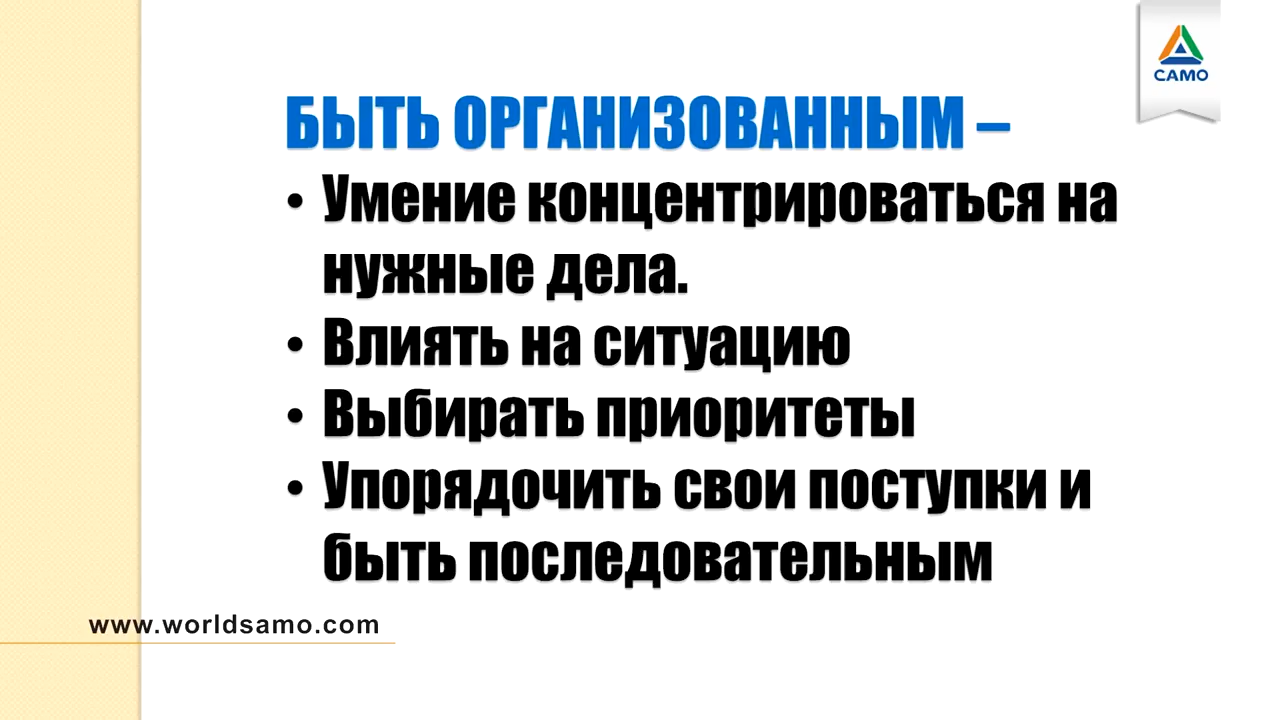 САМО
БЫТЬ ОРГАНИЗОВАННЫМ –
• Умение концентрироваться на
нужные дела.
• Влиять на ситуацию
• Выбирать приоритеты
• Упорядочить свои поступки и
быть последовательным
www.worldsamo.com